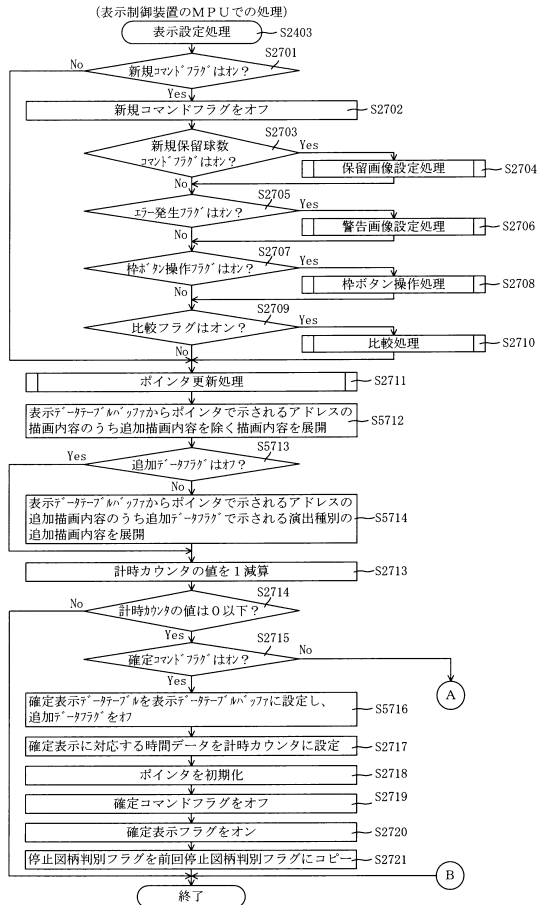 (表示制御装置のMPUでの処理)
表示設定処理 S2403
S2701
新規ｺﾏﾝﾄﾞﾌﾗｸﾞはオン?
No
Yes
新規コマンドフラグをオフ S2702
S2703
新規保留球数
ｺﾏﾝﾄﾞﾌﾗｸﾞはオン?
Yes
No
保留画像設定処理 S2704
S2705
ｴﾗｰ発生ﾌﾗｸﾞはオン?
Yes
No
警告画像設定処理 S2706
S2707
枠ﾎﾞﾀﾝ操作ﾌﾗｸﾞはオン?
Yes
No
枠ボタン操作処理 S2708
S2709
比較フラグはオン?
Yes
No
比較処理 S2710
ポインタ更新処理 S2711
表示ﾃﾞｰﾀﾃｰﾌﾞﾙﾊﾞｯﾌｧからポインタで示されるアドレスの
描画内容のうち追加描画内容を除く描画内容を展開 S5712
S5713
追加ﾃﾞｰﾀﾌﾗｸﾞはオフ?
Yes
No
表示ﾃﾞｰﾀﾃｰﾌﾞﾙﾊﾞｯﾌｧからポインタで示されるアドレスの
追加描画内容のうち追加ﾃﾞｰﾀﾌﾗｸﾞで示される演出種別の
追加描画内容を展開 S5714
計時カウンタの値を1減算 S2713
S2714
計時ｶｳﾝﾀの値は0以下?
No
Yes
S2715
確定ｺﾏﾝﾄﾞﾌﾗｸﾞはオン?
No
Yes
A
確定表示ﾃﾞｰﾀﾃｰﾌﾞﾙを表示ﾃﾞｰﾀﾃｰﾌﾞﾙﾊﾞｯﾌｧに設定し、
追加ﾃﾞｰﾀﾌﾗｸﾞをオフ S5716
確定表示に対応する時間データを計時カウンタに設定 S2717
ポインタを初期化 S2718
確定コマンドフラグをオフ S2719
確定表示フラグをオン S2720
停止図柄判別フラグを前回停止図柄判別フラグにコピー S2721
B
終了